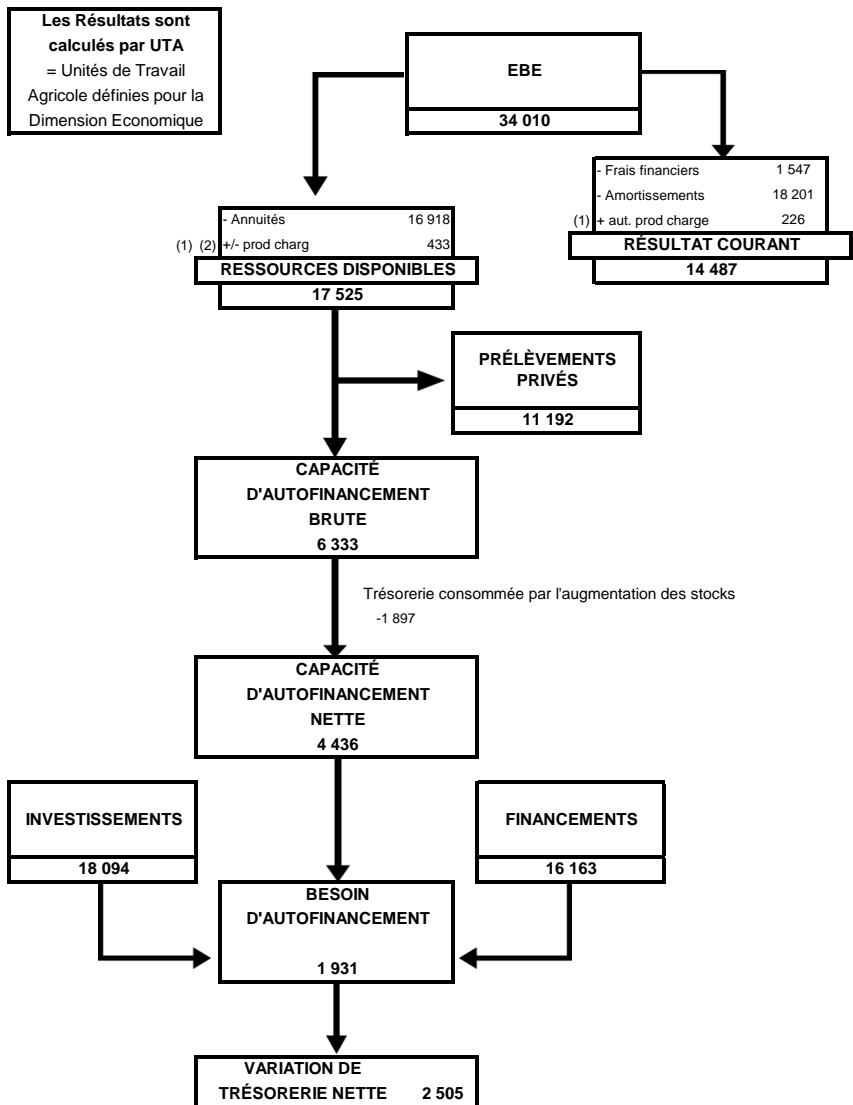 Les Résultats sont
calculés par UTA
= Unités de Travail
Agricole définies pour la
Dimension Economique
EBE
34 010
- Frais financiers 1 547
- Amortissements 18 201
(1) + aut. prod charge 226
RÉSULTAT COURANT
14 487
- Annuités 16 918
(1) (2) +/- prod charg 433
RESSOURCES DISPONIBLES
17 525
PRÉLÈVEMENTS
PRIVÉS
11 192
CAPACITÉ
D'AUTOFINANCEMENT
BRUTE
6 333
Trésorerie consommée par l'augmentation des stocks
-1 897
CAPACITÉ
D'AUTOFINANCEMENT
NETTE
4 436
INVESTISSEMENTS
18 094
FINANCEMENTS
16 163
BESOIN
D'AUTOFINANCEMENT
1 931
VARIATION DE
TRÉSORERIE NETTE 2 505